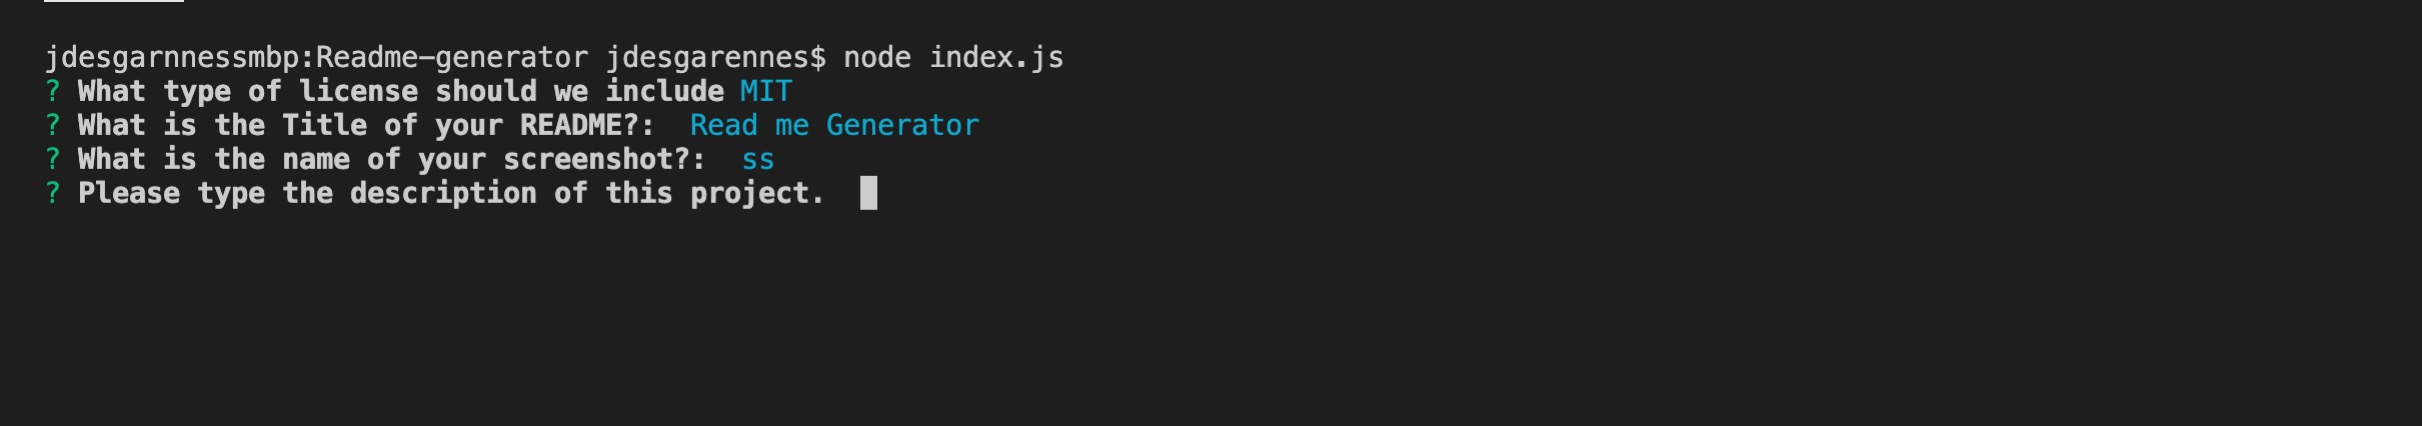 jdesgarnnessmbp:Readme-generator jdesgarennes$ node index.js
? What type of license should we include MIT
? What is the Title of your README?:  Read me Generator
? What is the name of your screenshot?:  ss
? Please type the description of this project.